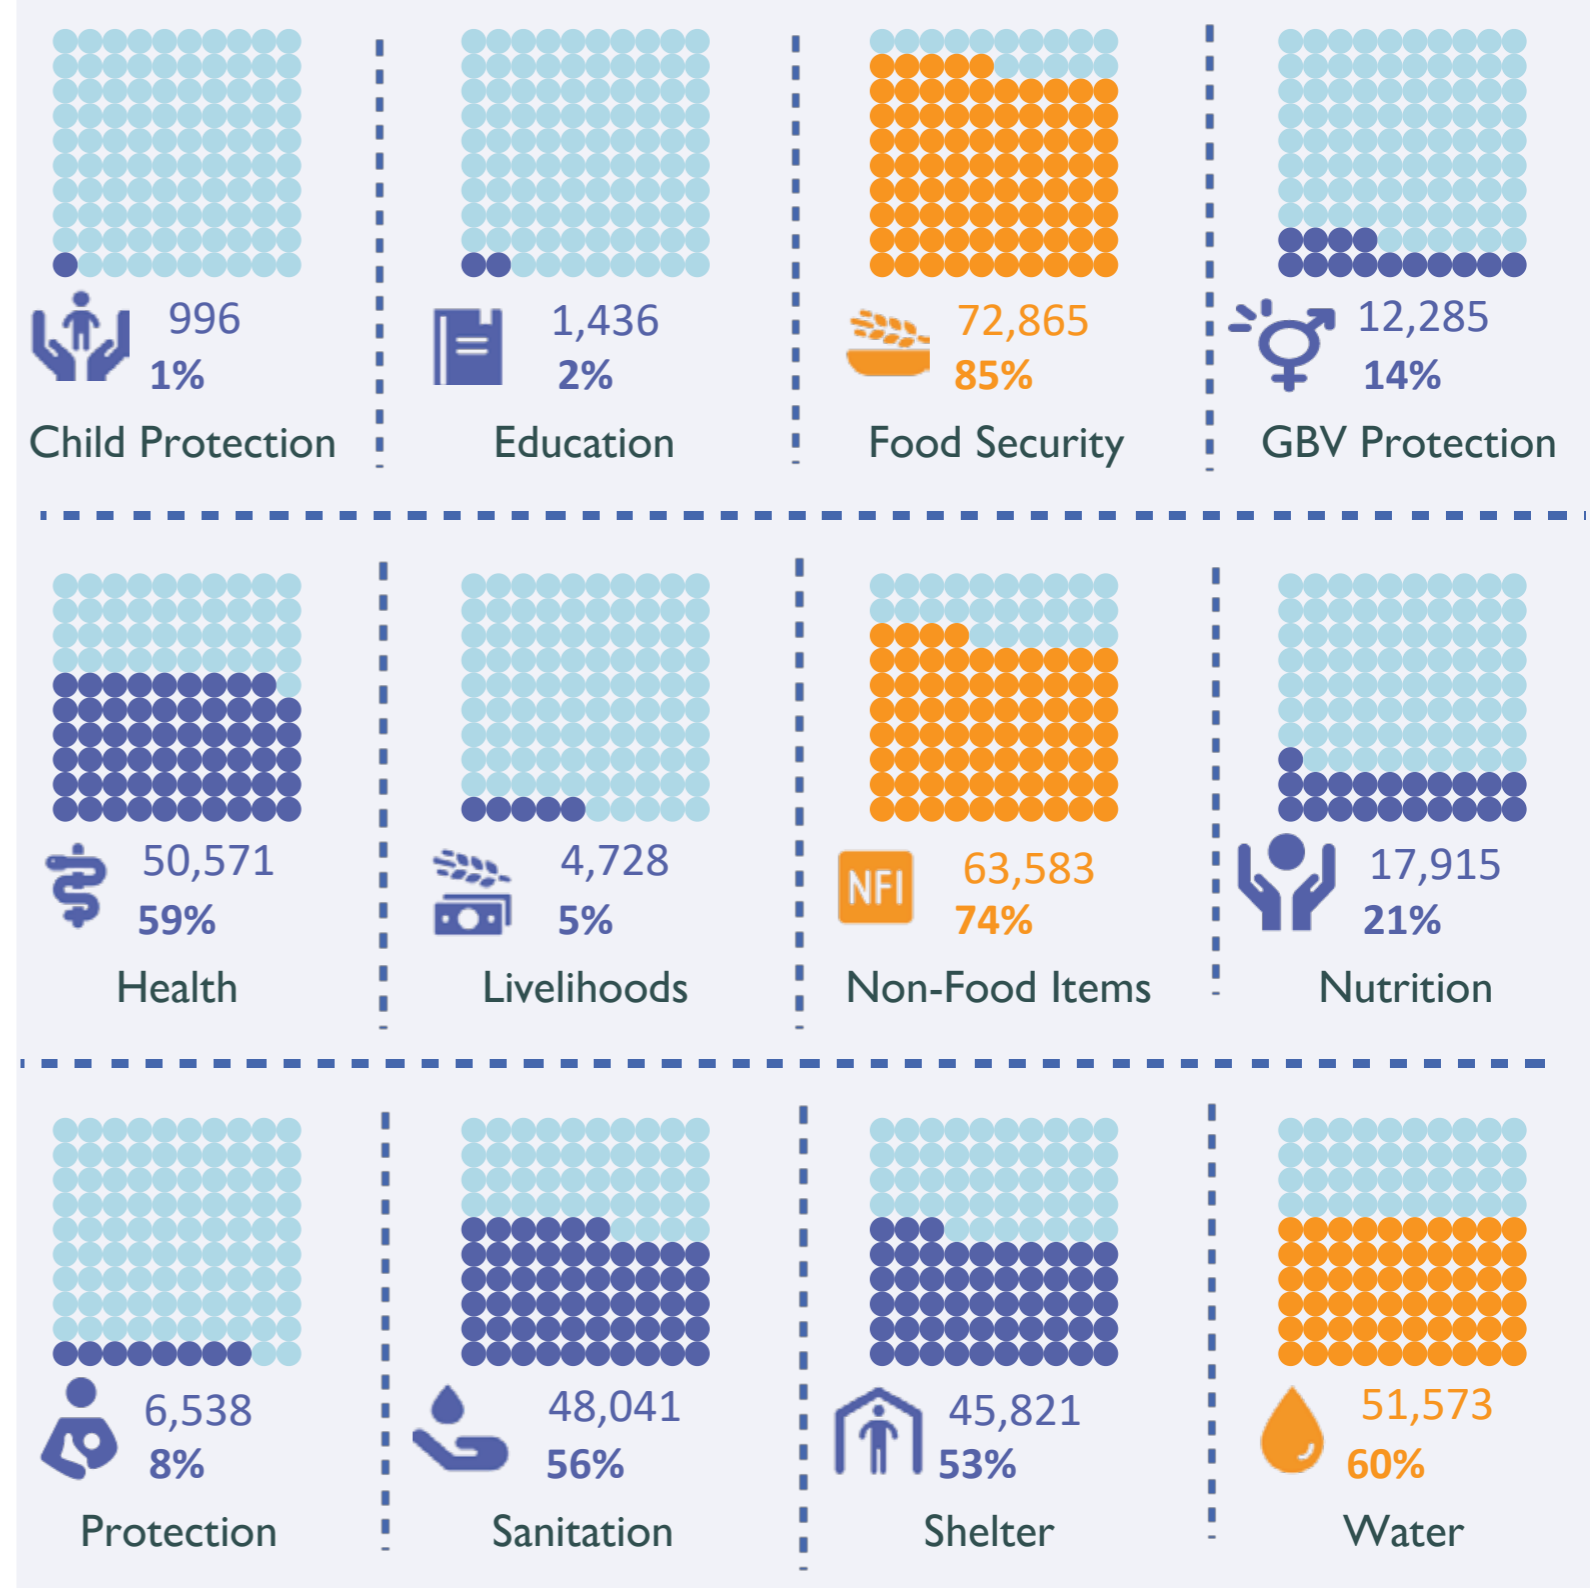 996
1%
Child Protection
1,436
2%
Education
72,865
85%
Food Security
12,285
14%
GBV Protection
50,571
59%
Health
4,728
5%
Livelihoods
NFI
63,583
74%
Non-Food Items
17,915
21%
Nutrition
6,538
8%
Protection
48,041
56%
Sanitation
45,821
53%
Shelter
51,573
60%
Water